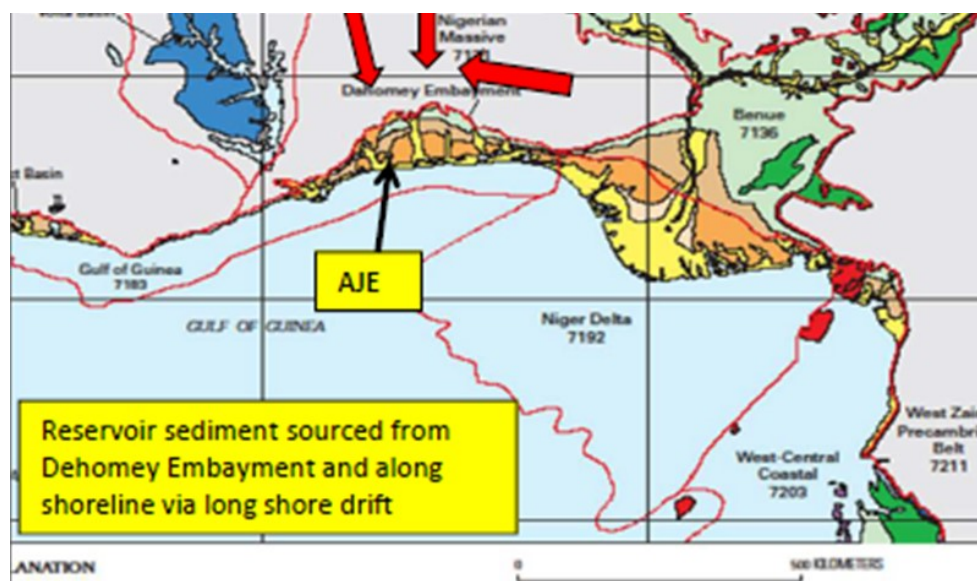 Nigerian
Massive
Dahomey Embayment
Benue
7136
t Basin
AJE
Gulf of Guinea
7183
GULF OF GUINEA
Niger Delta
7192
Reservoir sediment sourced from
Dehomey Embayment and along
shoreline via long shore drift
West-Central
Coastal
7203
West Zair
Precambri
Belt
7211
LANATION
0
500 KILOMETERS